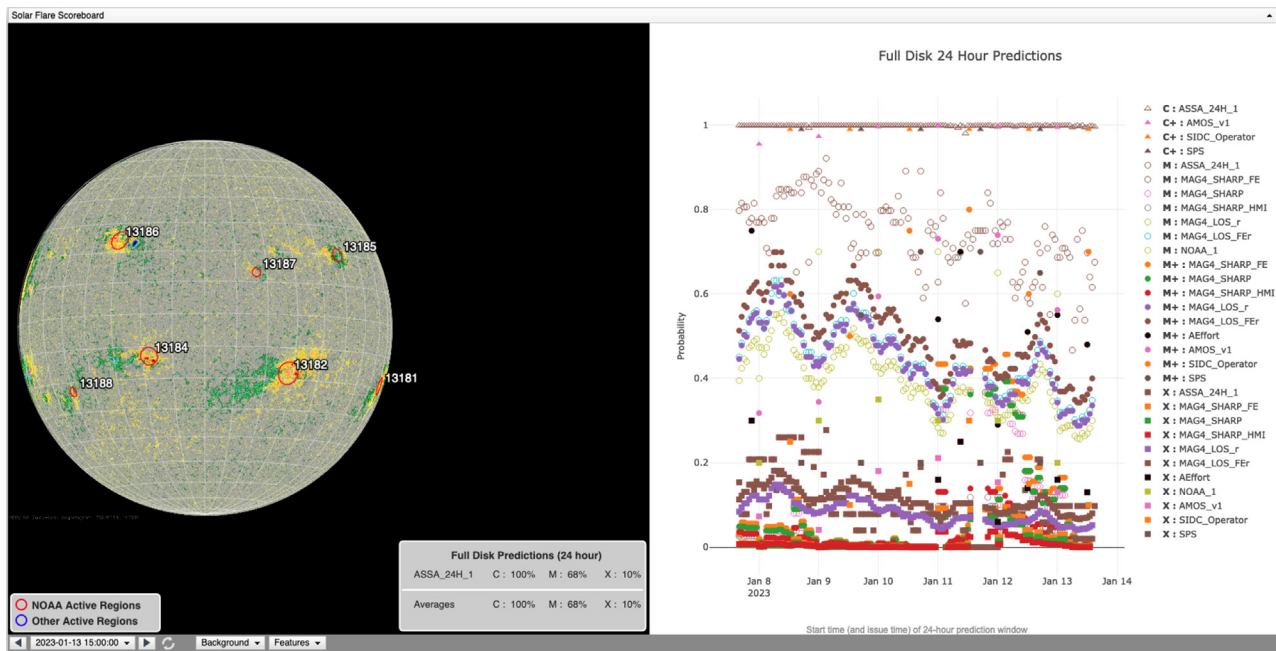 Solar Flare Scoreboard
13186
13185
13187
13184
13182
13188
13181
Full Disk Predictions (24 hour)
ASSA_24H_1 C : 100% M : 68% X : 10%
Averages C : 100% M : 68% X : 10%
NOAA Active Regions
Other Active Regions
2023-01-13 15:00:00 Background Features
Full Disk 24 Hour Predictions
Probability
1
0.8
0.6
0.4
0.2
0
Jan 8 Jan 9 Jan 10 Jan 11 Jan 12 Jan 13 Jan 14
2023
Start time (and issue time) of 24-hour prediction window
C : ASSA_24H_1
C+ : AMOS_v1
C+ : SIDC_Operator
C+ : SPS
M : ASSA_24H_1
M : MAG4_SHARP_FE
M : MAG4_SHARP
M : MAG4_SHARP_HMI
M : MAG4_LOS_r
M : MAG4_LOS_FEr
M : NOAA_1
M+ : MAG4_SHARP_FE
M+ : MAG4_SHARP
M+ : MAG4_SHARP_HMI
M+ : MAG4_LOS_r
M+ : MAG4_LOS_FEr
M+ : AEffort
M+ : AMOS_v1
M+ : SIDC_Operator
M+ : SPS
X : ASSA_24H_1
X : MAG4_SHARP_FE
X : MAG4_SHARP
X : MAG4_SHARP_HMI
X : MAG4_LOS_r
X : MAG4_LOS_FEr
X : AEffort
X : NOAA_1
X : AMOS_v1
X : SIDC_Operator
X : SPS